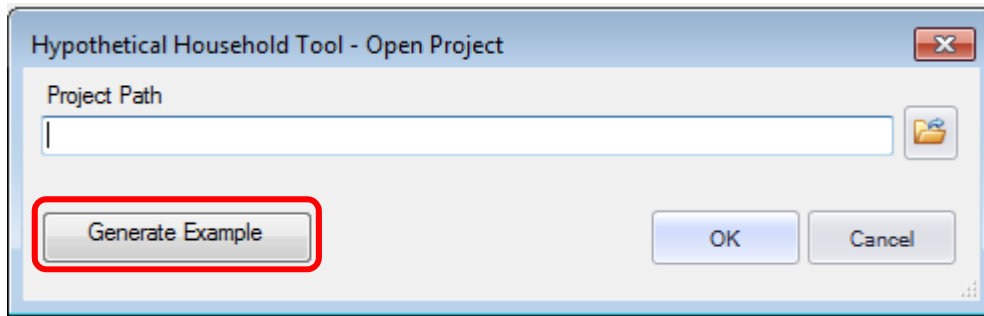 Hypothetical Household Tool - Open Project
Project Path
Generate Example
OK
Cancel